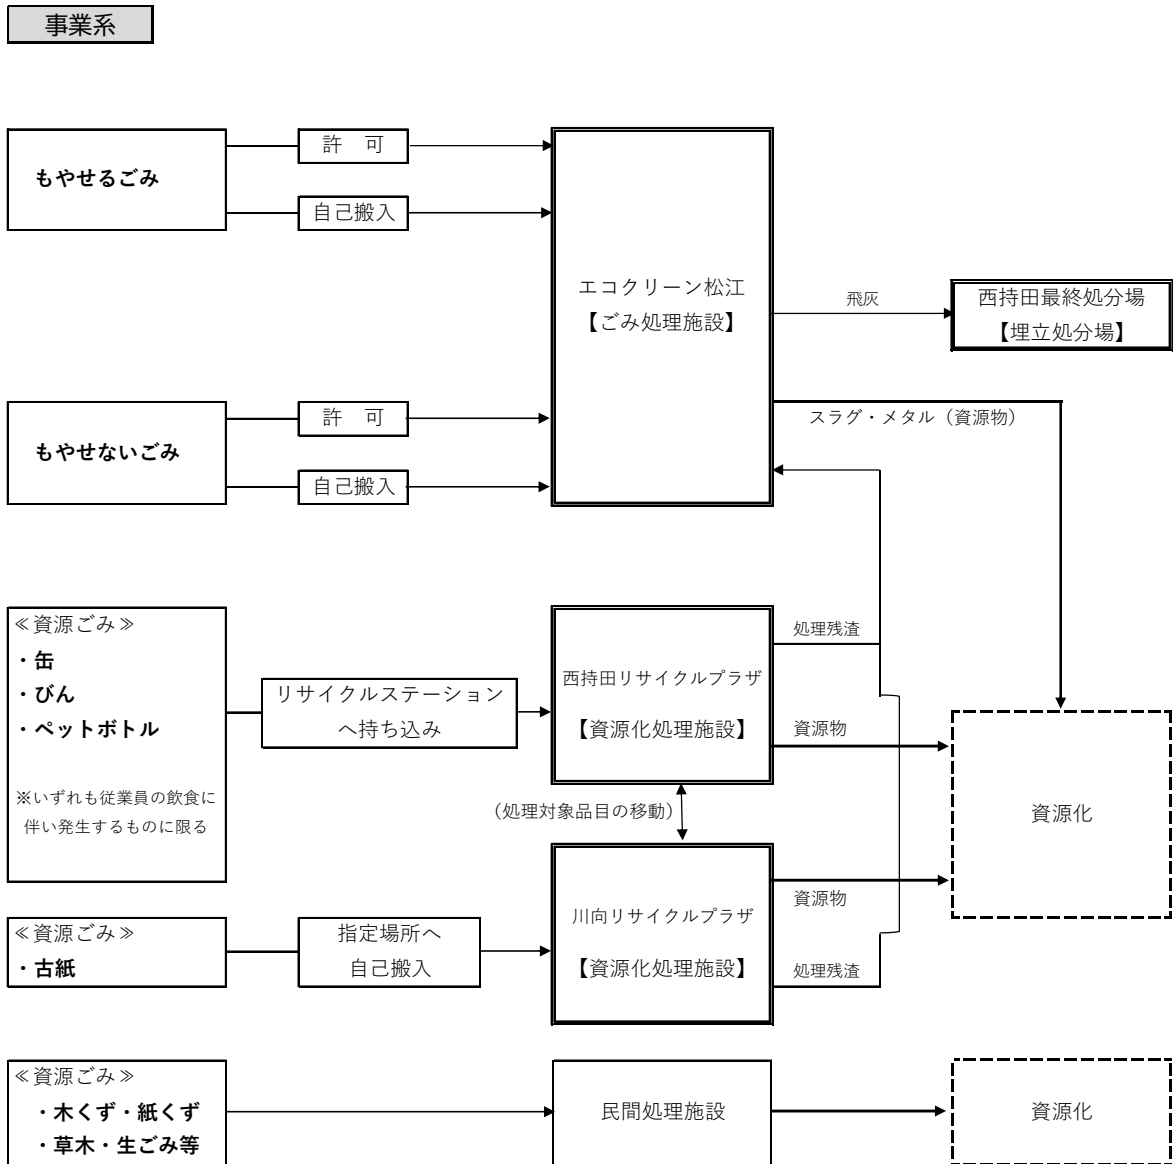 事業系
もやせるごみ
許　可
自己搬入
エコクリーン松江
【ごみ処理施設】
飛灰
西持田最終処分場
【埋立処分場】
もやせないごみ
許　可
自己搬入
スラグ・メタル（資源物）
≪資源ごみ≫
・缶
・びん
・ペットボトル
※いずれも従業員の飲食に
伴い発生するものに限る
リサイクルステーション
へ持ち込み
西持田リサイクルプラザ
【資源化処理施設】
処理残渣
資源物
（処理対象品目の移動）
資源化
≪資源ごみ≫
・古紙
指定場所へ
自己搬入
川向リサイクルプラザ
【資源化処理施設】
資源物
処理残渣
≪資源ごみ≫
・木くず・紙くず
・草木・生ごみ等
民間処理施設
資源化